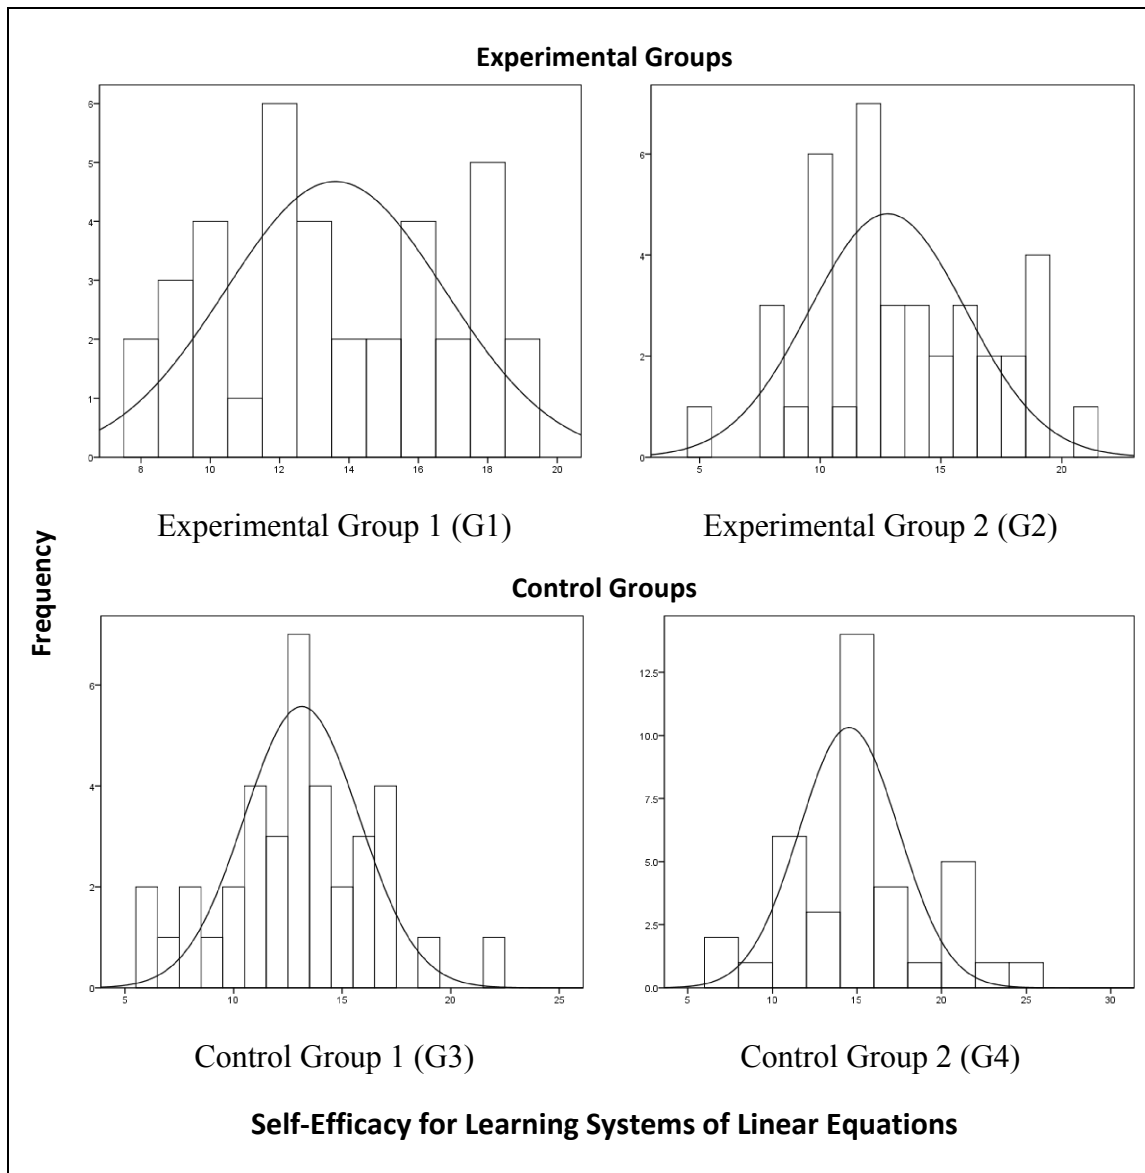 Experimental Groups
6
5
4
3
2
1
0
8 10 12 14 16 18 20
6
4
2
0
5 10 15 20
Experimental Group 1 (G1) Experimental Group 2 (G2)
Frequency
Control Groups
6
4
2
0
5 10 15 20 25
12.5
10.0
7.5
5.0
2.5
0.0
5 10 15 20 25 30
Control Group 1 (G3) Control Group 2 (G4)
Self-Efficacy for Learning Systems of Linear Equations